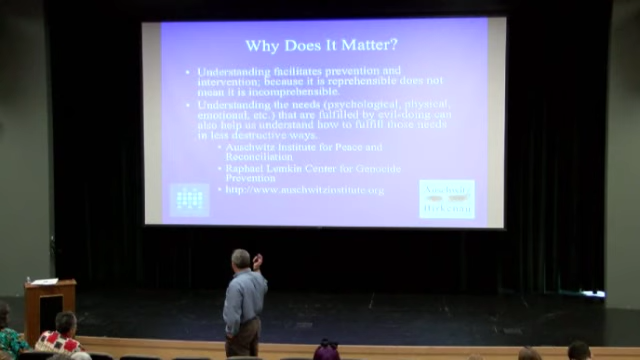 Why Does It Matter?
• Understanding facilitates prevention and
intervention; because it is reprehensible does not
mean it is incomprehensible.
• Understanding the needs (psychological, physical,
emotional, etc.) that are fulfilled by evil-doing can
also help us understand how to fulfill those needs
in less destructive ways.
• Auschwitz Institute for Peace and
Reconciliation
• Raphael Lemkin Center for Genocide
Prevention
• http://www.auschwitzinstitute.org
Auschwitz
Birkenau